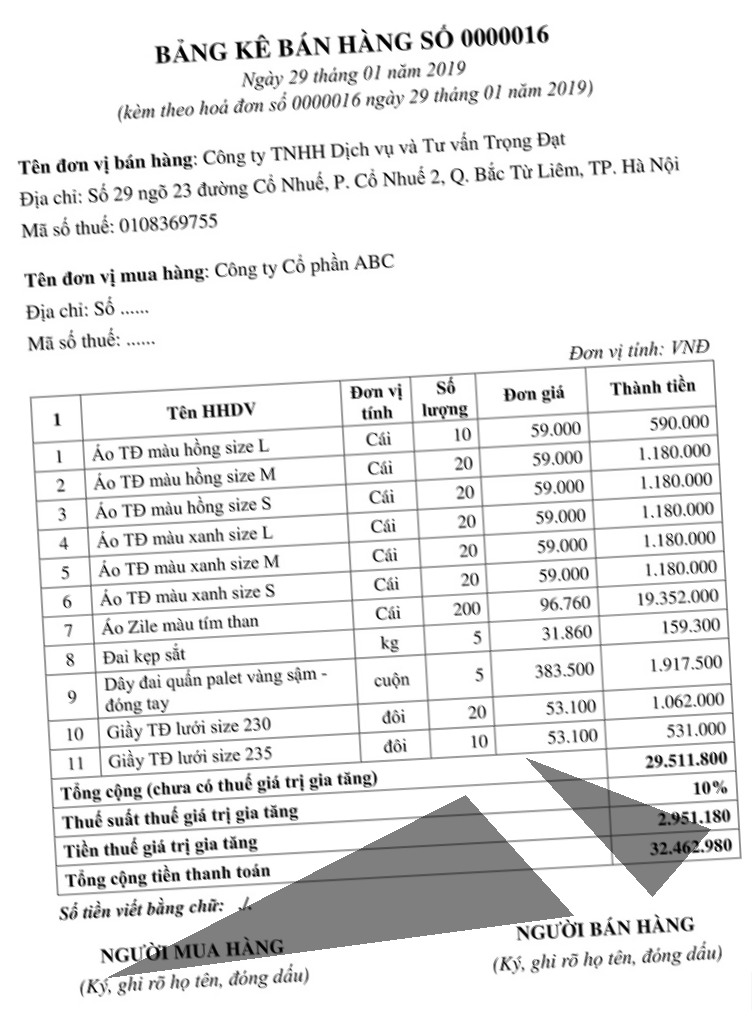 BẢNG KÊ BÁN HÀNG SỐ 0000016
Ngày 29 tháng 01 năm 2019
(kèm theo hoá đơn số 0000016 ngày 29 tháng 01 năm 2019)
Tên đơn vị bán hàng: Công ty TNHH Dịch vụ và Tư vấn Trọng Đạt
Địa chỉ: Số 29 ngõ 23 đường Cổ Nhuế, P. Cổ Nhuế 2, Q. Bắc Từ Liêm, TP. Hà Nội
Mã số thuế: 0108369755
Tên đơn vị mua hàng: Công ty Cổ phần ABC
Địa chỉ: Số ......
Mã số thuế: ......
Đơn vị tính: VNĐ
1 Tên HHDV Đơn vị tính Số lượng Đơn giá Thành tiền
1 Áo TĐ màu hồng size L Cái 10 59.000 590.000
2 Áo TĐ màu hồng size M Cái 20 59.000 1.180.000
3 Áo TĐ màu hồng size S Cái 20 59.000 1.180.000
4 Áo TĐ màu xanh size L Cái 20 59.000 1.180.000
5 Áo TĐ màu xanh size M Cái 20 59.000 1.180.000
6 Áo TĐ màu xanh size S Cái 20 59.000 1.180.000
7 Áo Zile màu tím than Cái 200 96.760 19.352.000
8 Đai kẹp sắt kg 5 31.860 159.300
9 Dây đai quấn palet vàng sậm - đóng tay cuộn 5 383.500 1.917.500
10 Giầy TĐ lưới size 230 đôi 20 53.100 1.062.000
11 Giầy TĐ lưới size 235 đôi 10 53.100 531.000
Tổng cộng (chưa có thuế giá trị gia tăng) 29.511.800
Thuế suất thuế giá trị gia tăng 10%
Tiền thuế giá trị gia tăng 2.951.180
Tổng cộng tiền thanh toán 32.462.980
Số tiền viết bằng chữ: ./.
NGƯỜI MUA HÀNG NGƯỜI BÁN HÀNG
(Ký, ghi rõ họ tên, đóng dấu) (Ký, ghi rõ họ tên, đóng dấu)